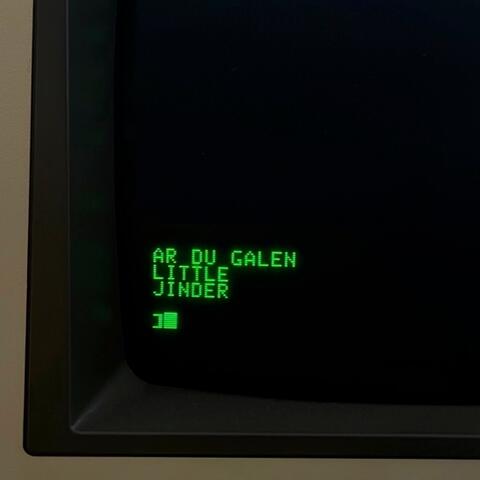 AR DU GALEN
LITTLE
JINDER
]